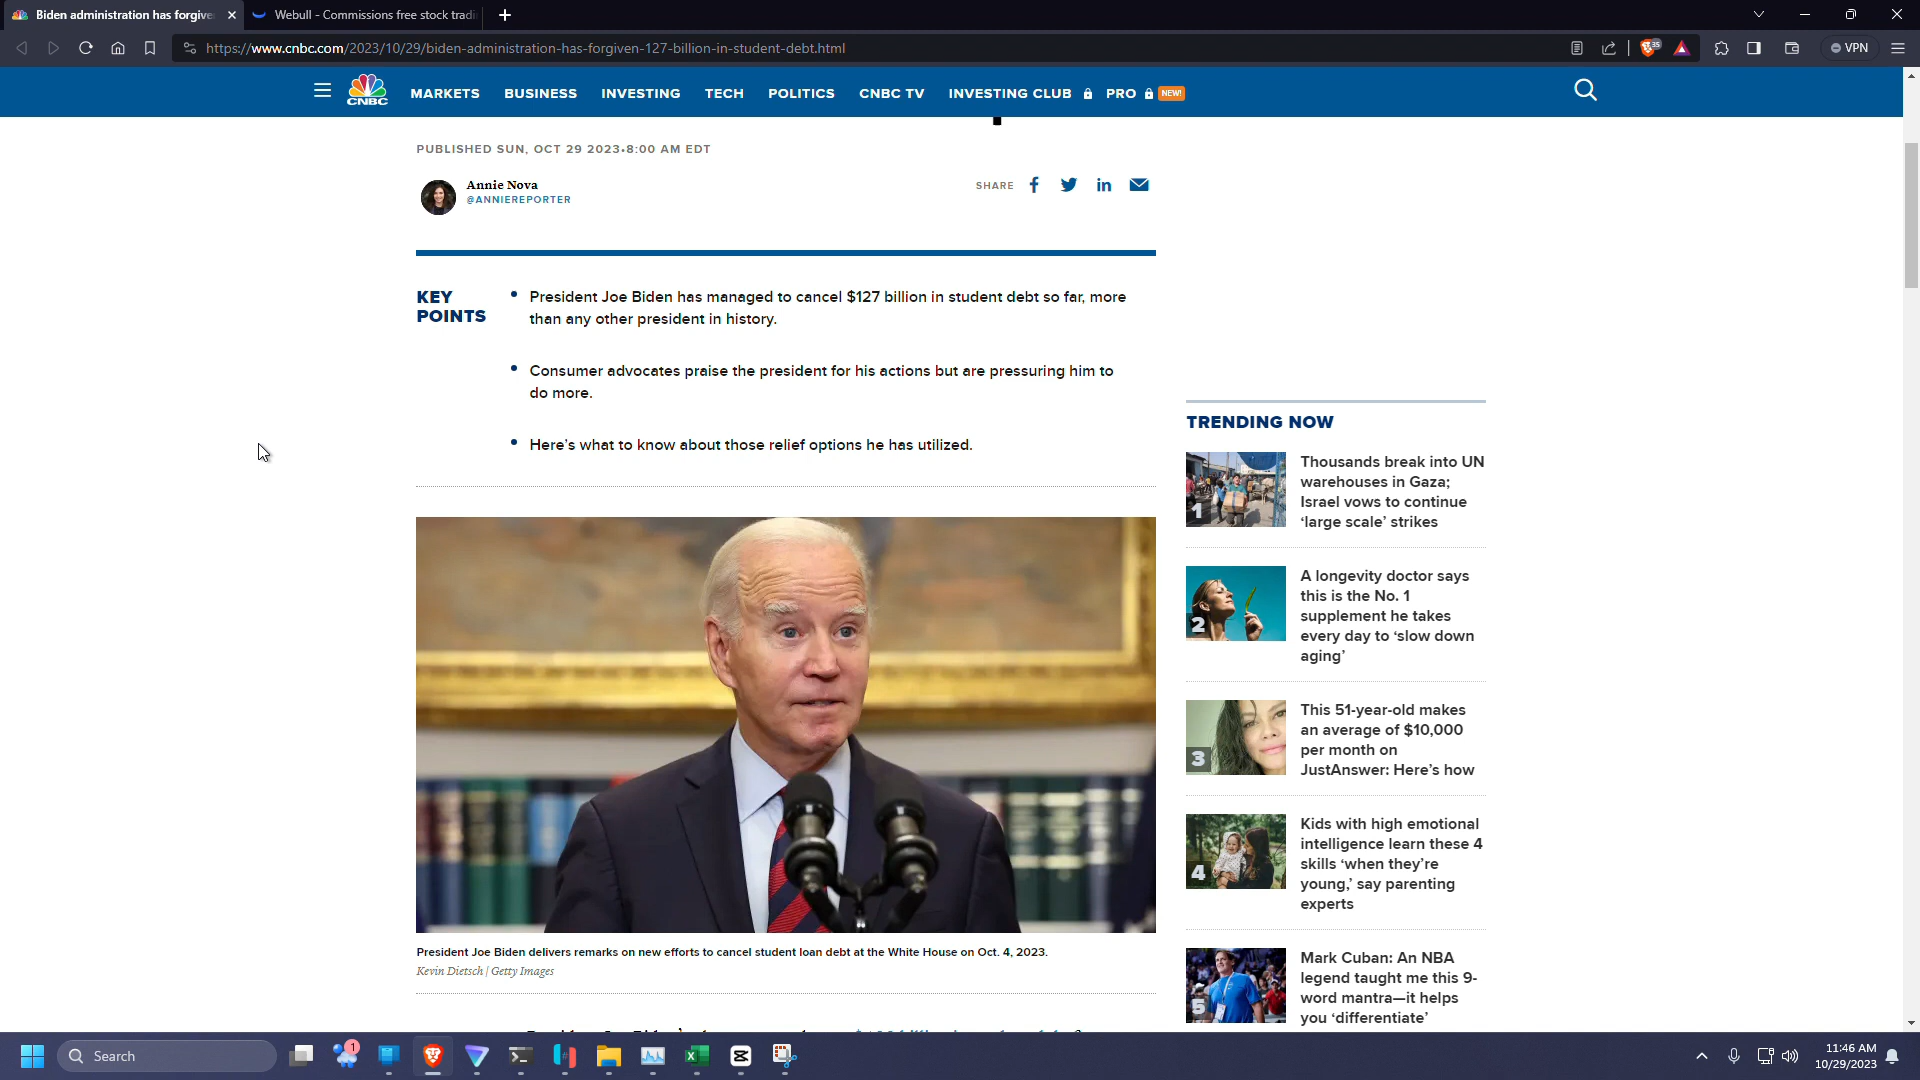 Biden administration has forgive
Webull - Commissions free stock tradi
https://www.cnbc.com/2023/10/29/biden-administration-has-forgiven-127-billion-in-student-debt.html
35
VPN
CNBC
MARKETS
BUSINESS
INVESTING
TECH
POLITICS
CNBC TV
INVESTING CLUB
PRO
NEW!
PUBLISHED SUN, OCT 29 2023•8:00 AM EDT
Annie Nova
@ANNIEREPORTER
SHARE
KEY
POINTS
President Joe Biden has managed to cancel $127 billion in student debt so far, more
than any other president in history.
Consumer advocates praise the president for his actions but are pressuring him to
do more.
Here's what to know about those relief options he has utilized.
President Joe Biden delivers remarks on new efforts to cancel student loan debt at the White House on Oct. 4, 2023.
Kevin Dietsch | Getty Images
TRENDING NOW
1
Thousands break into UN
warehouses in Gaza;
Israel vows to continue
‘large scale’ strikes
2
A longevity doctor says
this is the No. 1
supplement he takes
every day to ‘slow down
aging’
3
This 51-year-old makes
an average of $10,000
per month on
JustAnswer: Here’s how
4
Kids with high emotional
intelligence learn these 4
skills ‘when they’re
young,’ say parenting
experts
5
Mark Cuban: An NBA
legend taught me this 9-
word mantra—it helps
you ‘differentiate’
Search
1
11:46 AM
10/29/2023